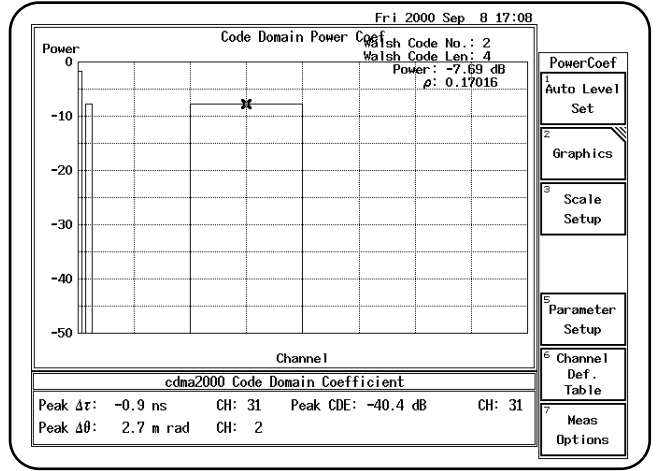 Fri 2000 Sep 8 17:08
Code Domain Power Coef
Walsh Code No.: 2
Walsh Code Len: 4
Power: -7.69 dB
ρ: 0.17016
Power
0
-10
-20
-30
-40
-50
Channel
cdma2000 Code Domain Coefficient
Peak Δτ: -0.9 ns CH: 31 Peak CDE: -40.4 dB CH: 31
Peak Δθ: 2.7 m rad CH: 2
PowerCoef
1
Auto Level
Set
2
Graphics
3
Scale
Setup
5
Parameter
Setup
6 Channel
Def.
Table
7
Meas
Options